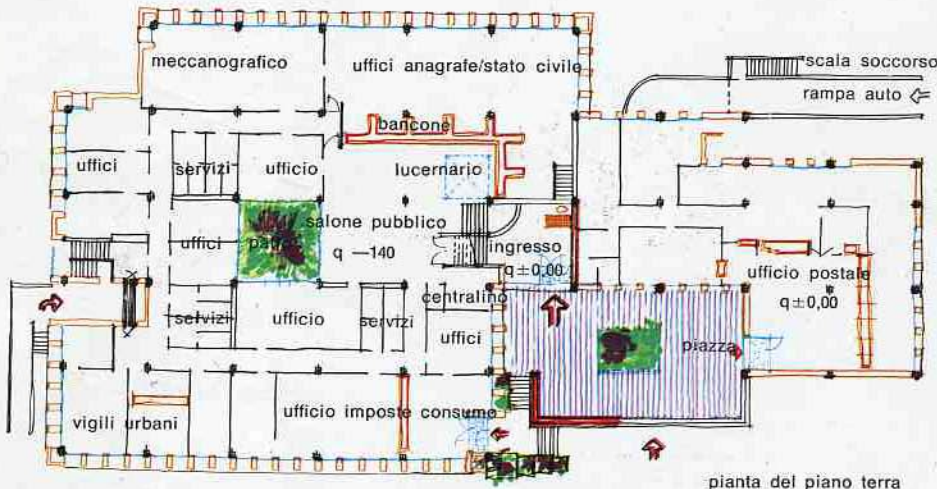 meccanografico
uffici anagrafe/stato civile
scala soccorso
rampa auto
bancone
uffici
servizi
ufficio
lucernario
salone pubblico
uffici
patio
q —140
ingresso
q ± 0,00
ufficio postale
q ± 0,00
centralino
servizi
ufficio
servizi
uffici
piazza
vigili urbani
ufficio imposte consumo
pianta del piano terra